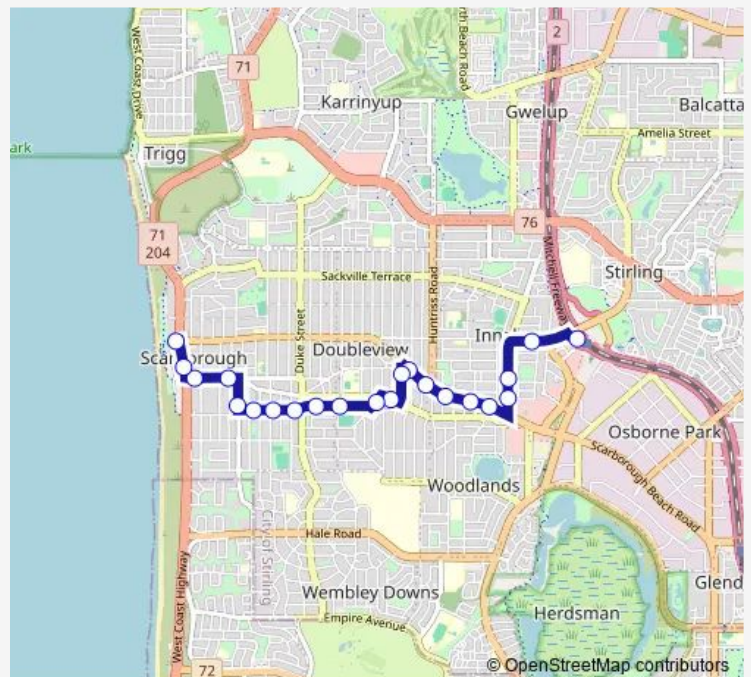 2
West Coast Drive
North Beach Road
71
Karrinyup
Gwelup
Balcatta
Amelia Street
ark
Trigg
71
204
76
Mitchell Freeway
Stirling
Sackville Terrace
Huntriss Road
Duke Street
Inn
Doubleview
Scarborough
Osborne Park
Scarborough Beach Road
Woodlands
City of Stirling
Hale Road
West Coast Highway
Wembley Downs
Glend
Herdsman
Empire Avenue
72
© OpenStreetMap contributors